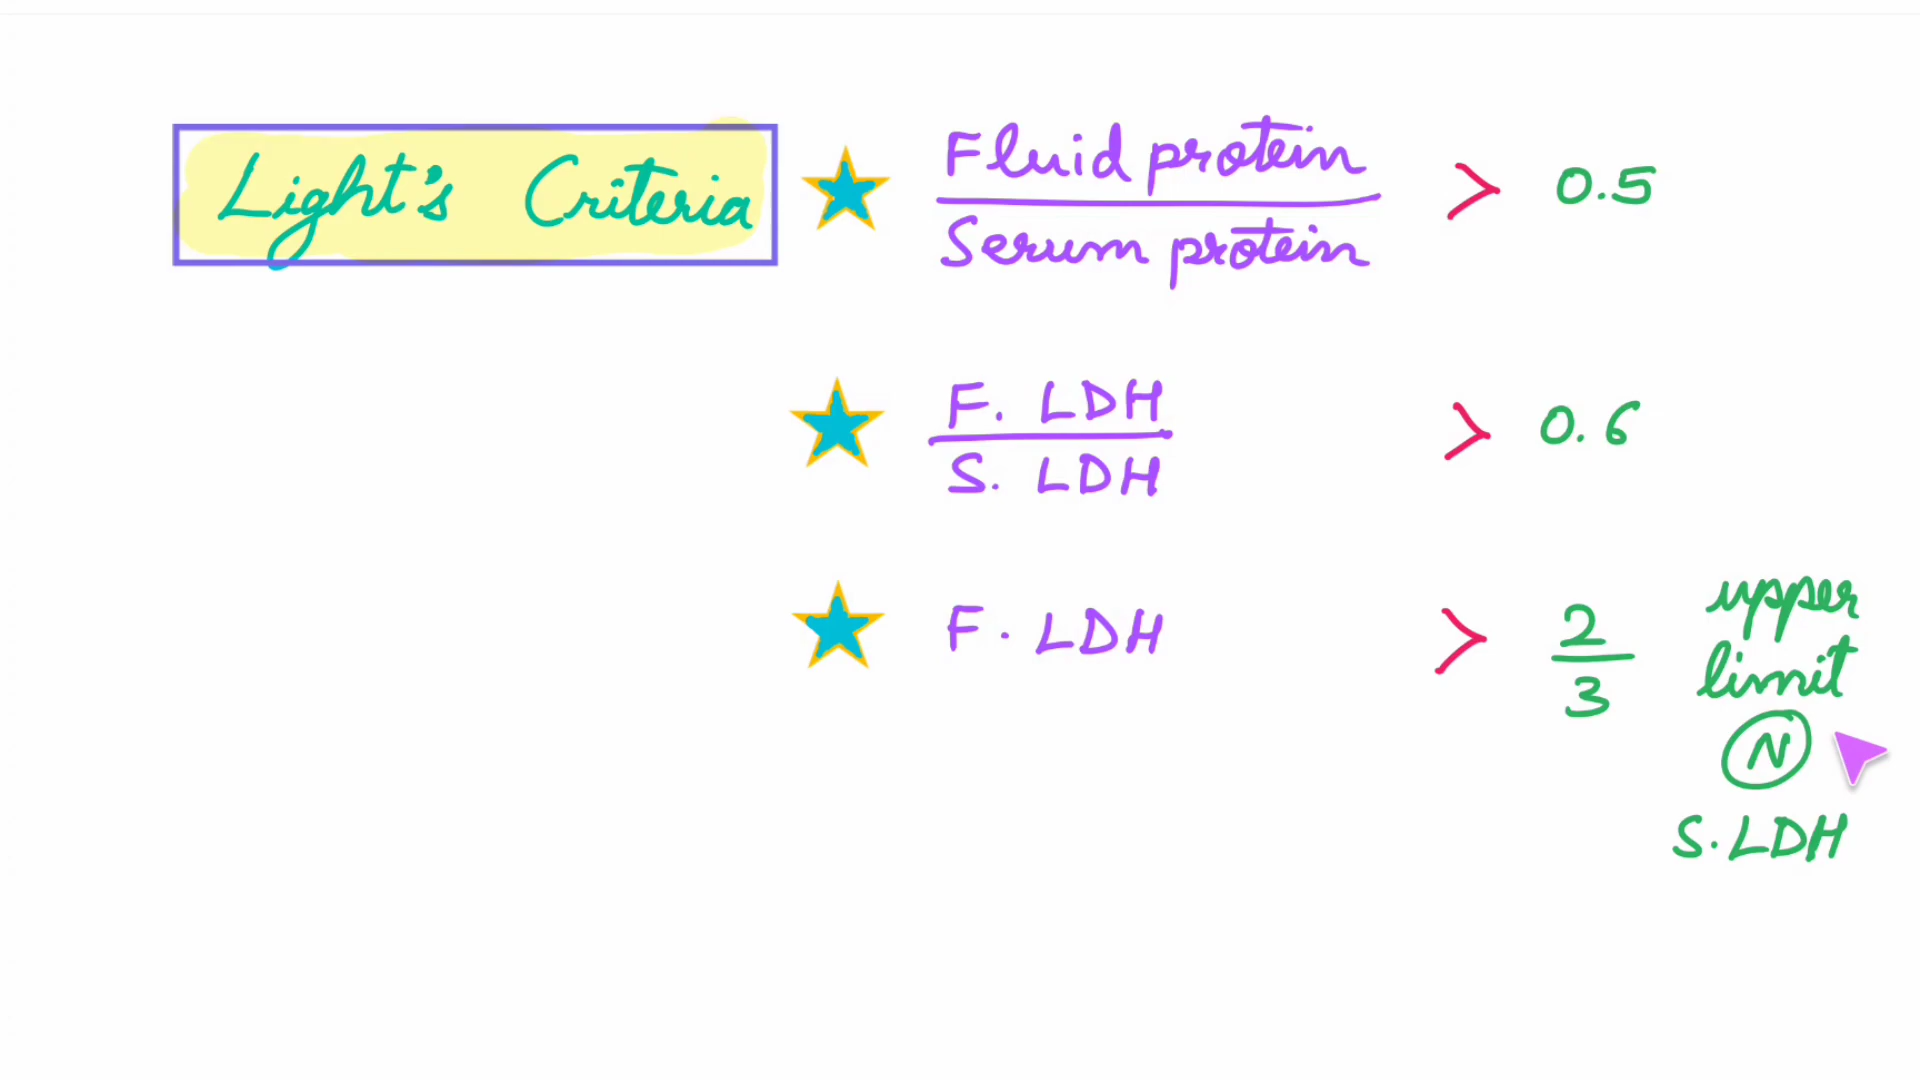 Light's Criteria
Fluid protein
Serum protein
> 0.5
F. LDH
S. LDH
> 0.6
F. LDH
> 2
3
upper
limit
N
S. LDH